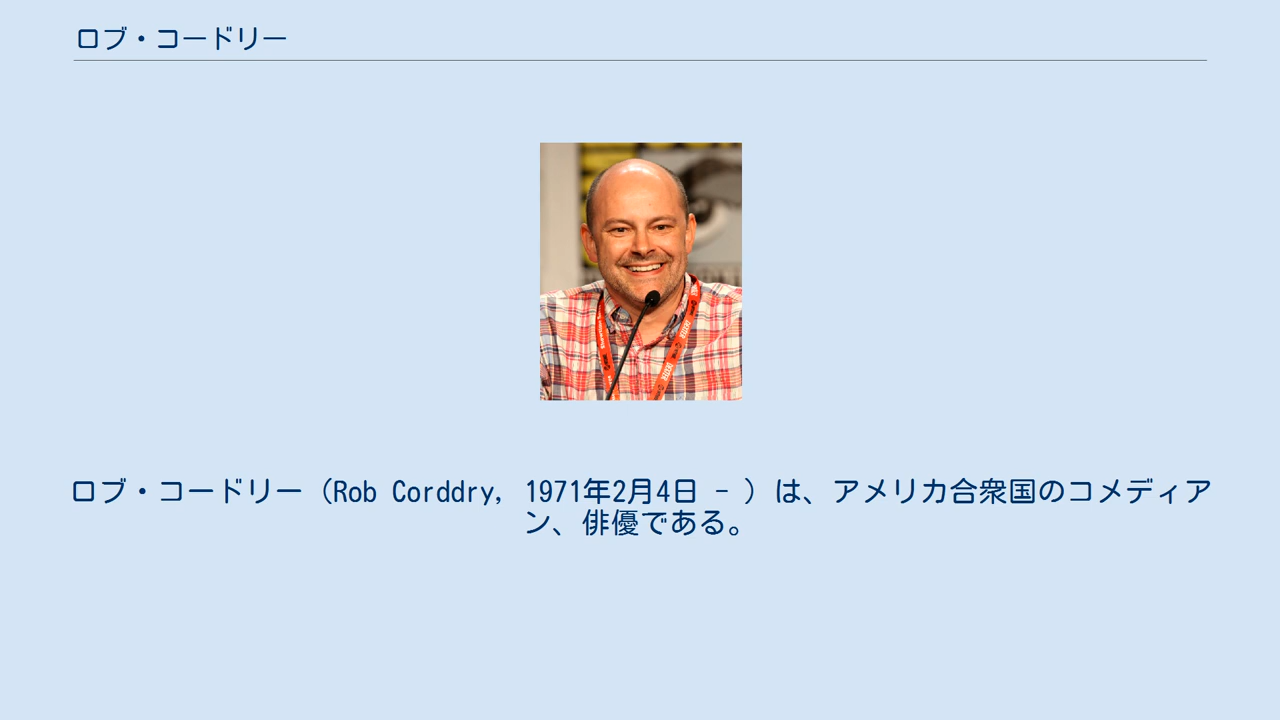 ロブ・コードリー
ロブ・コードリー（Rob Corddry, 1971年2月4日 - ）は、アメリカ合衆国のコメディア
ン、俳優である。